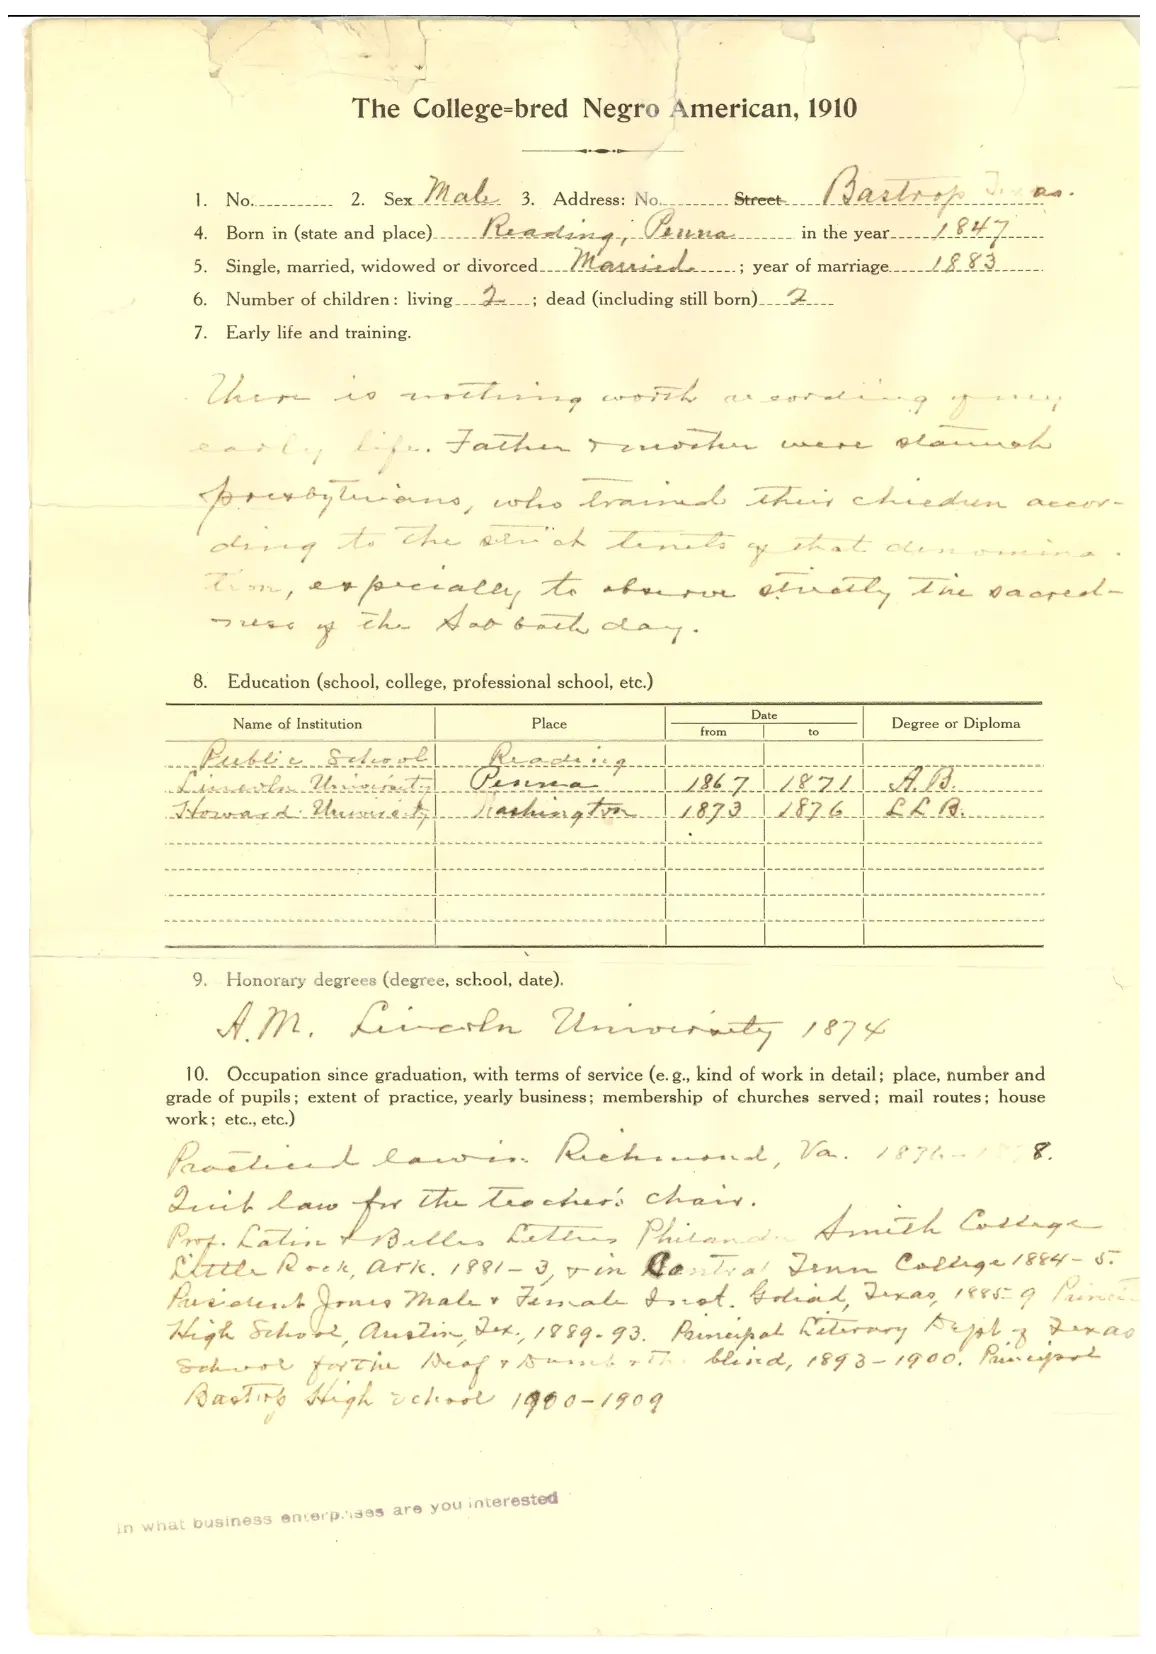 The College-bred Negro American, 1910
1. No. 2. Sex Male 3. Address: No. Street Bastrop Texas.
4. Born in (state and place) Reading, Penna in the year 1847
5. Single, married, widowed or divorced Married ; year of marriage 1883
6. Number of children: living 2 ; dead (including still born) 2
7. Early life and training.
There is nothing worth recording of my
early life. Father & mother were staunch
presbyterians, who trained their children accor-
ding to the strict tenets of that denomina-
tion, especially to observe strictly the sacred-
ness of the Sabbath day.
8. Education (school, college, professional school, etc.)
Name of Institution Place Date from to Degree or Diploma
Public School Reading
Lincoln University Penna 1867 1871 A.B.
Howard University Washington 1873 1876 LLB.
9. Honorary degrees (degree, school, date).
A.M. Lincoln University 1874
10. Occupation since graduation, with terms of service (e.g., kind of work in detail; place, number and
grade of pupils; extent of practice, yearly business; membership of churches served; mail routes; house
work; etc., etc.)
Practiced law in Richmond, Va. 1876-1878.
Quit law for the teacher's chair.
Prof. Latin & Belles Lettres Philander Smith College
Little Rock, Ark. 1881-3, & in Central Tenn College 1884-5.
President Jones Male & Female Inst. Goliad, Texas, 1885-9
High School, Austin, Tex., 1889-93. Principal Literary Dept of Texas
School for the Deaf & Dumb & the blind, 1893-1900. Principal
Bastrop High School 1900-1909
In what business enterprises are you interested